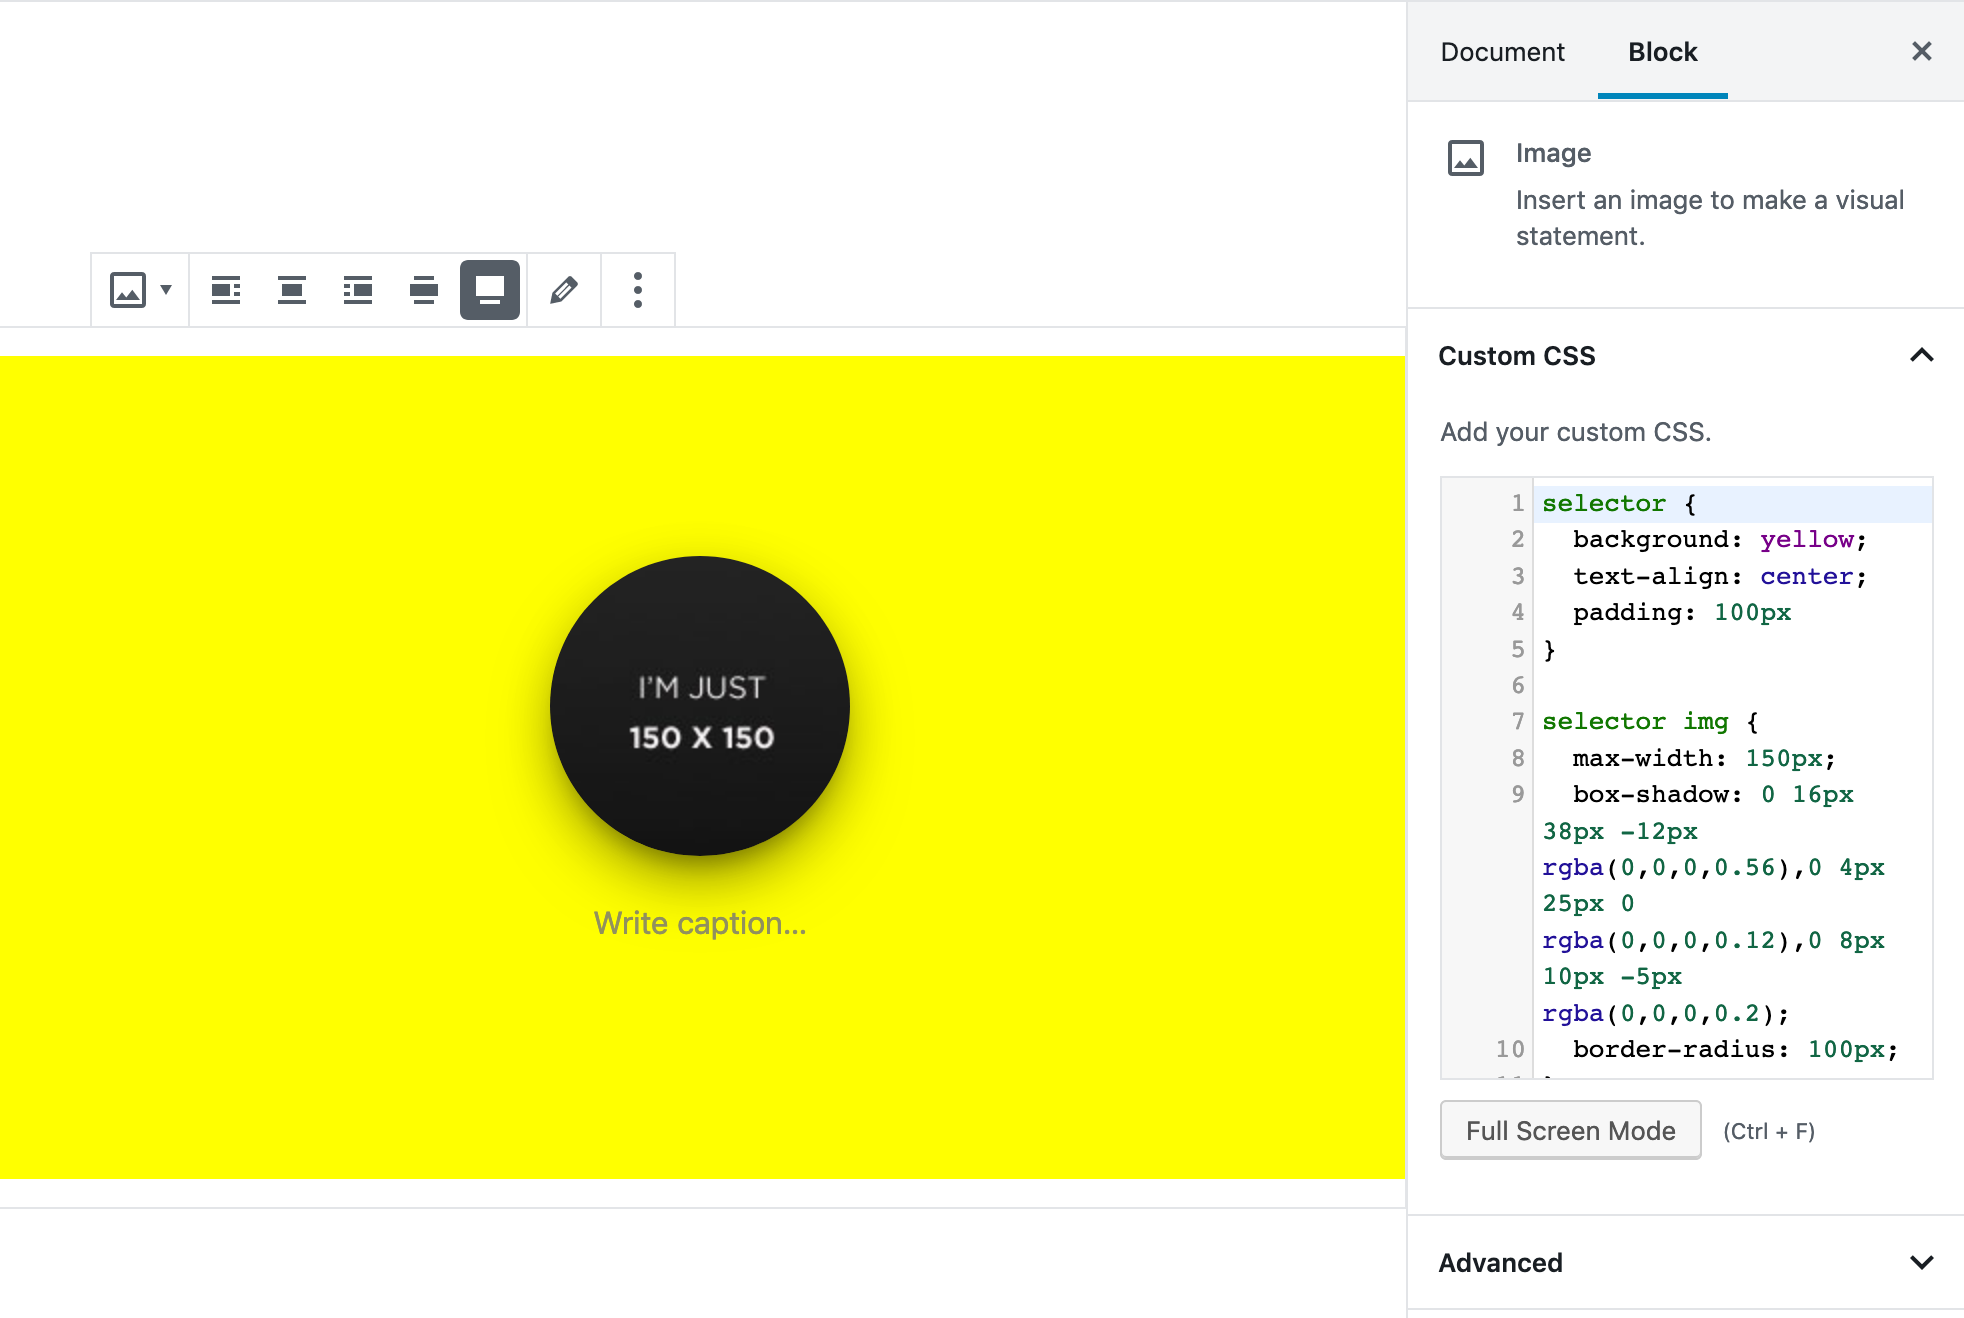 Document
Block
Image
Insert an image to make a visual
statement.
Custom CSS
Add your custom CSS.
1 selector {
2   background: yellow;
3   text-align: center;
4   padding: 100px
5 }
6
7 selector img {
8   max-width: 150px;
9   box-shadow: 0 16px
38px -12px
rgba(0,0,0,0.56),0 4px
25px 0
rgba(0,0,0,0.12),0 8px
10px -5px
rgba(0,0,0,0.2);
10   border-radius: 100px;
Full Screen Mode
(Ctrl + F)
Advanced
I'M JUST
150 X 150
Write caption...